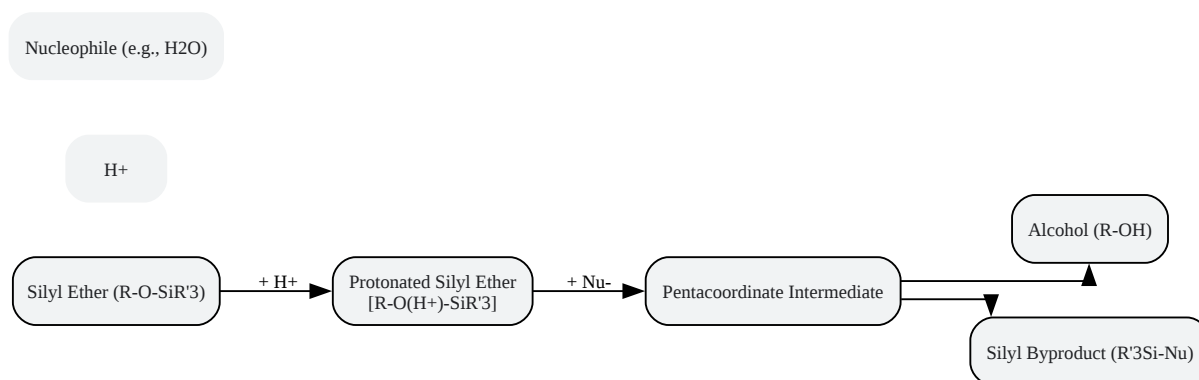 Nucleophile (e.g., H2O)
H+
Silyl Ether (R-O-SiR'3)
+ H+
Protonated Silyl Ether
[R-O(H+)-SiR'3]
+ Nu-
Pentacoordinate Intermediate
Alcohol (R-OH)
Silyl Byproduct (R'3Si-Nu)